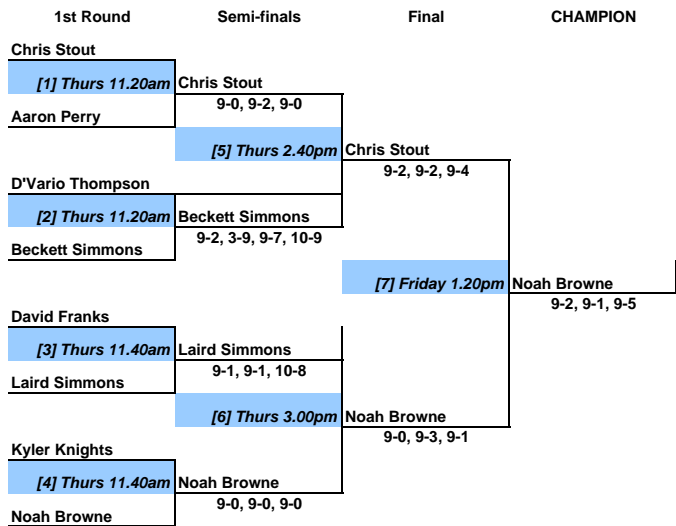 1st Round Semi-finals Final CHAMPION
Chris Stout
[1] Thurs 11.20am Chris Stout
9-0, 9-2, 9-0
Aaron Perry
[5] Thurs 2.40pm Chris Stout
9-2, 9-2, 9-4
D'Vario Thompson
[2] Thurs 11.20am Beckett Simmons
9-2, 3-9, 9-7, 10-9
Beckett Simmons
[7] Friday 1.20pm Noah Browne
9-2, 9-1, 9-5
David Franks
[3] Thurs 11.40am Laird Simmons
9-1, 9-1, 10-8
Laird Simmons
[6] Thurs 3.00pm Noah Browne
9-0, 9-3, 9-1
Kyler Knights
[4] Thurs 11.40am Noah Browne
9-0, 9-0, 9-0
Noah Browne